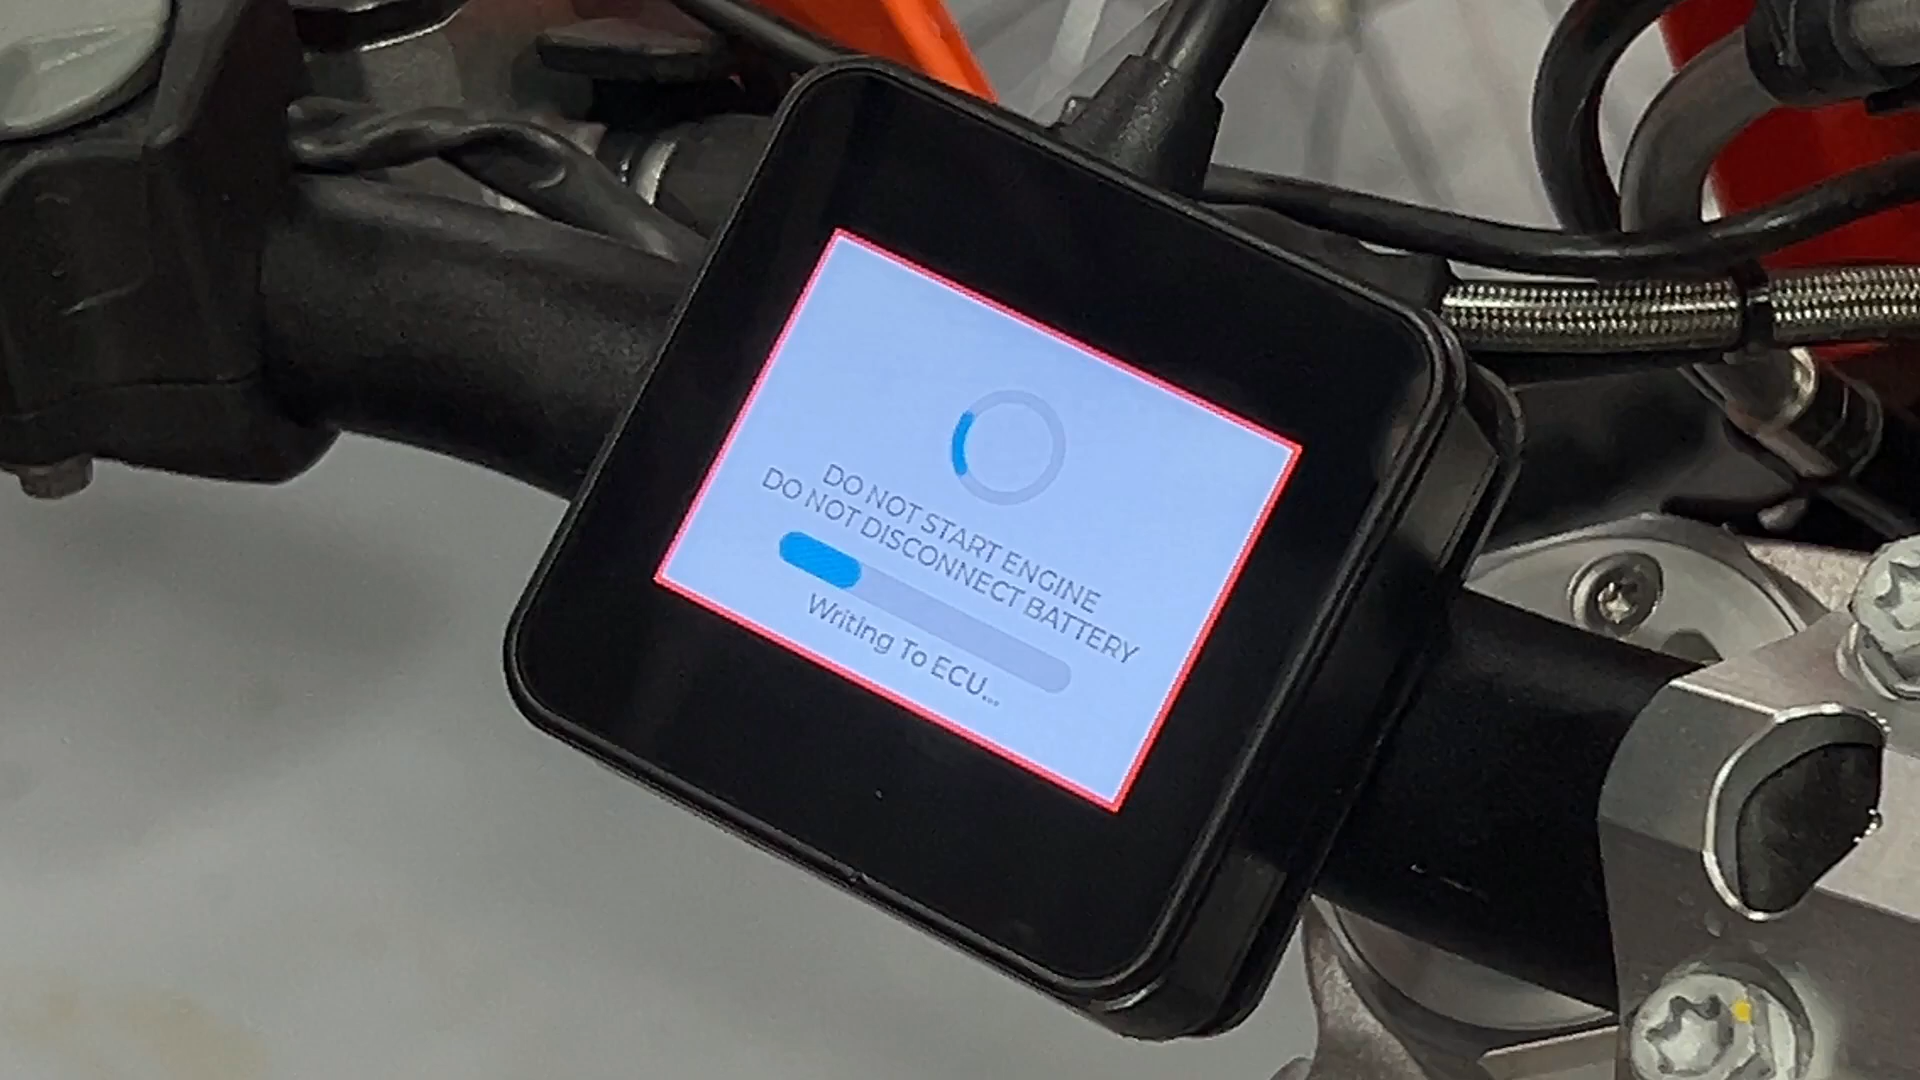 DO NOT START ENGINE
DO NOT DISCONNECT BATTERY
Writing To ECU...